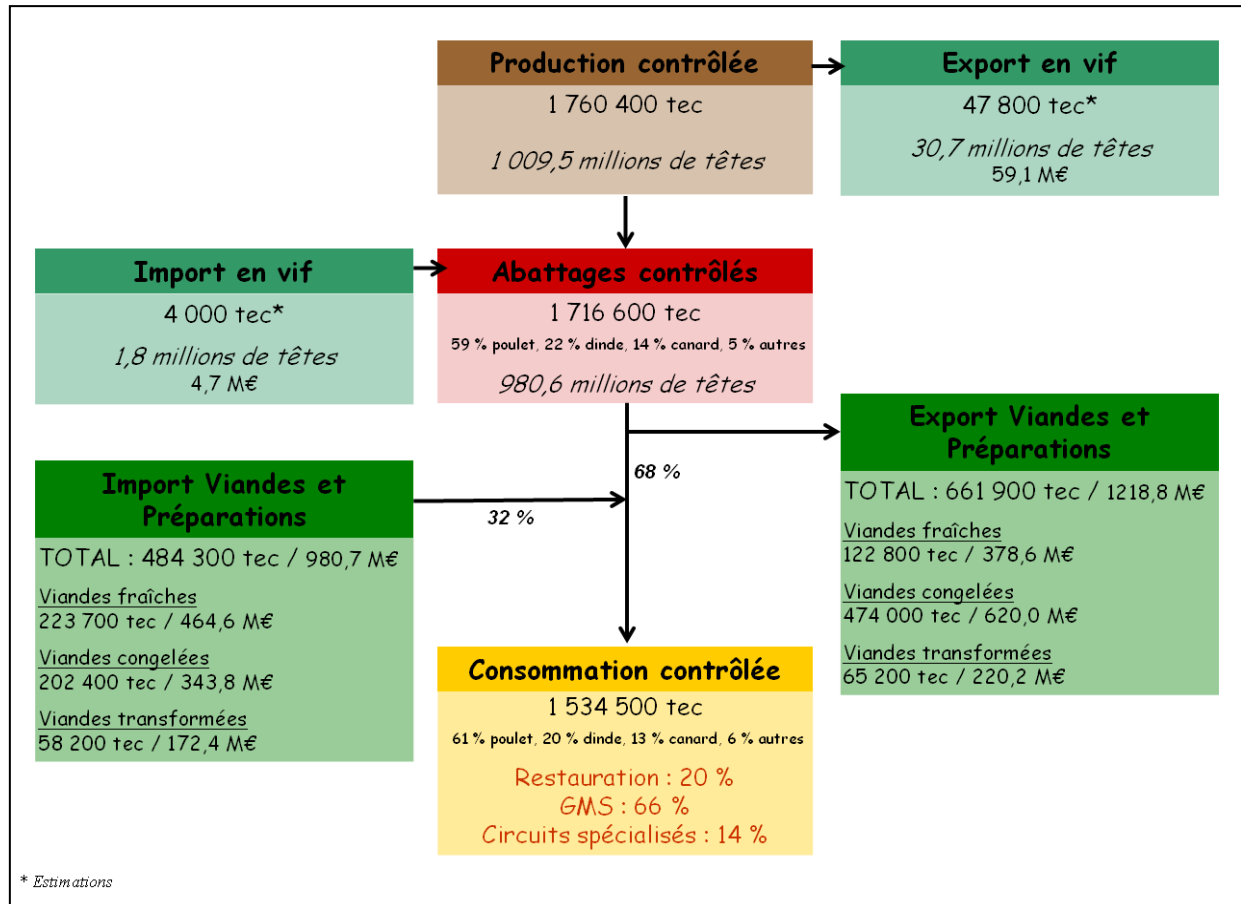 Production contrôlée
1 760 400 tec
1 009,5 millions de têtes
Export en vif
47 800 tec*
30,7 millions de têtes
59,1 M€
Import en vif
4 000 tec*
1,8 millions de têtes
4,7 M€
Abattages contrôlés
1 716 600 tec
59 % poulet, 22 % dinde, 14 % canard, 5 % autres
980,6 millions de têtes
Export Viandes et
Préparations
TOTAL : 661 900 tec / 1218,8 M€
Viandes fraîches
122 800 tec / 378,6 M€
Viandes congelées
474 000 tec / 620,0 M€
Viandes transformées
65 200 tec / 220,2 M€
68 %
Import Viandes et
Préparations
TOTAL : 484 300 tec / 980,7 M€
Viandes fraîches
223 700 tec / 464,6 M€
Viandes congelées
202 400 tec / 343,8 M€
Viandes transformées
58 200 tec / 172,4 M€
32 %
Consommation contrôlée
1 534 500 tec
61 % poulet, 20 % dinde, 13 % canard, 6 % autres
Restauration : 20 %
GMS : 66 %
Circuits spécialisés : 14 %
* Estimations